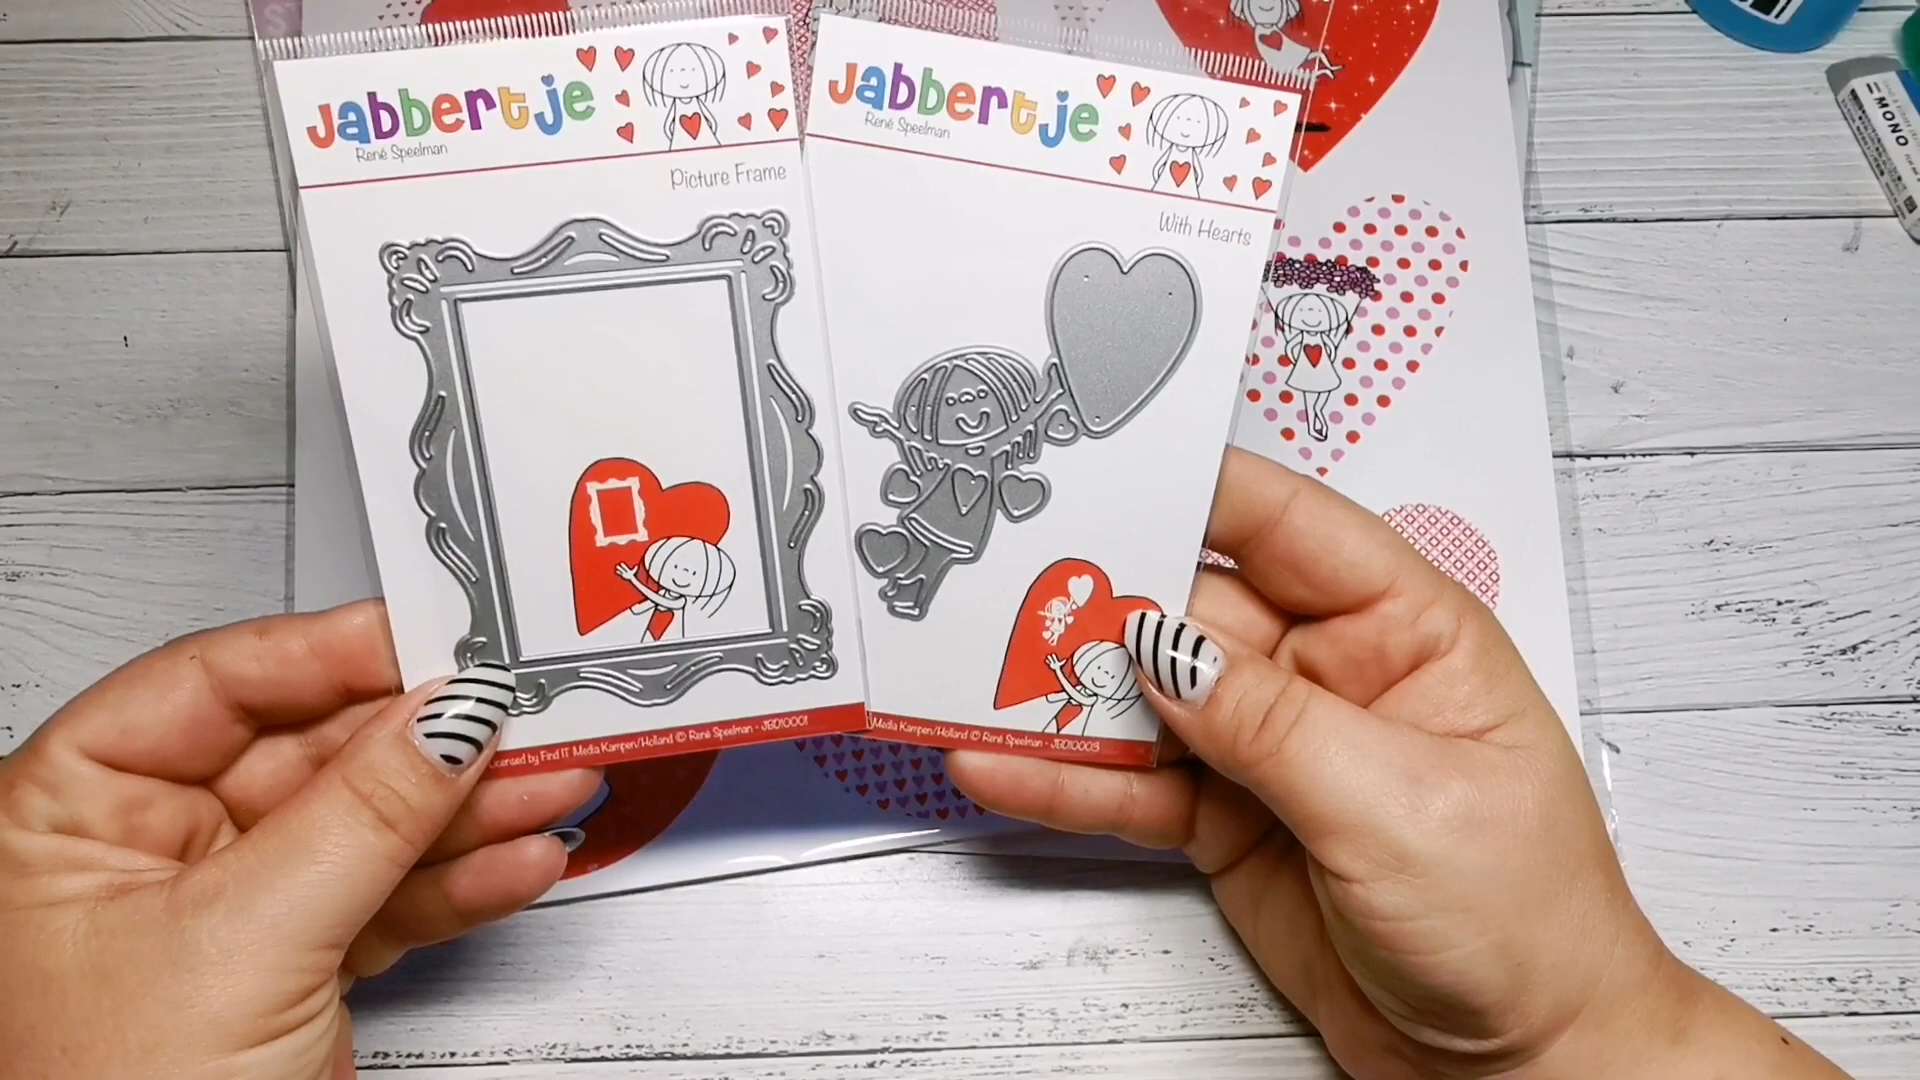 Jabbertje
René Speelman
Picture Frame
Licensed by Find IT Media Kampen/Holland © René Speelman - JBD10001
Jabbertje
René Speelman
With Hearts
Media Kampen/Holland © René Speelman - JBD10003
MONO